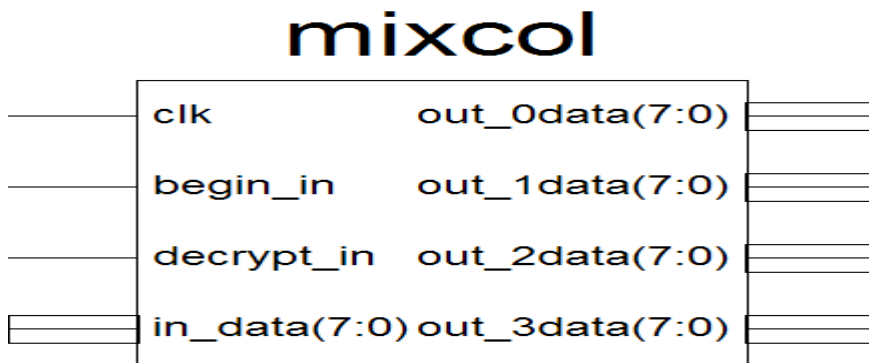 mixcol
clk out_0data(7:0)
begin_in out_1data(7:0)
decrypt_in out_2data(7:0)
in_data(7:0) out_3data(7:0)